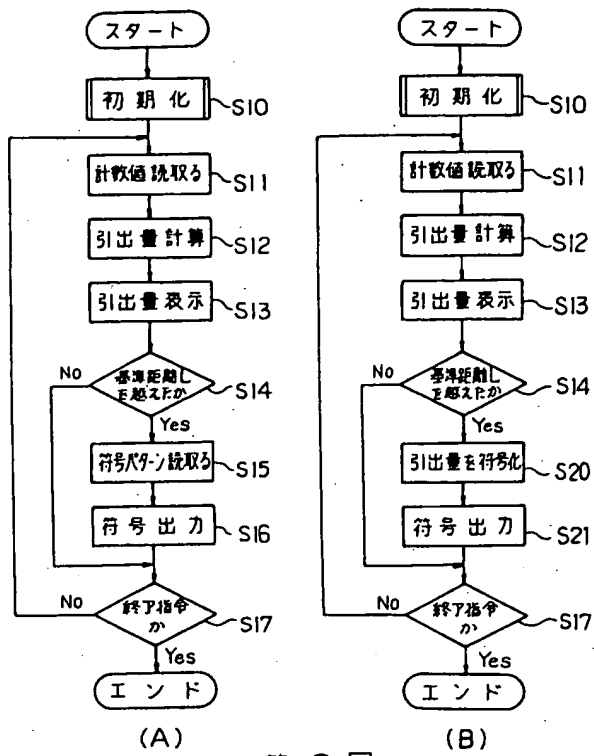 スタート
初期化
S10
計数値読取る
S11
引出量計算
S12
引出量表示
S13
基準距離L
を越えたか
S14
No
Yes
符号パターン読取る
S15
符号出力
S16
終了指令
か
S17
No
Yes
エンド
(A)
スタート
初期化
S10
計数値読取る
S11
引出量計算
S12
引出量表示
S13
基準距離L
を越えたか
S14
No
Yes
引出量を符号化
S20
符号出力
S21
終了指令
か
S17
No
Yes
エンド
(B)